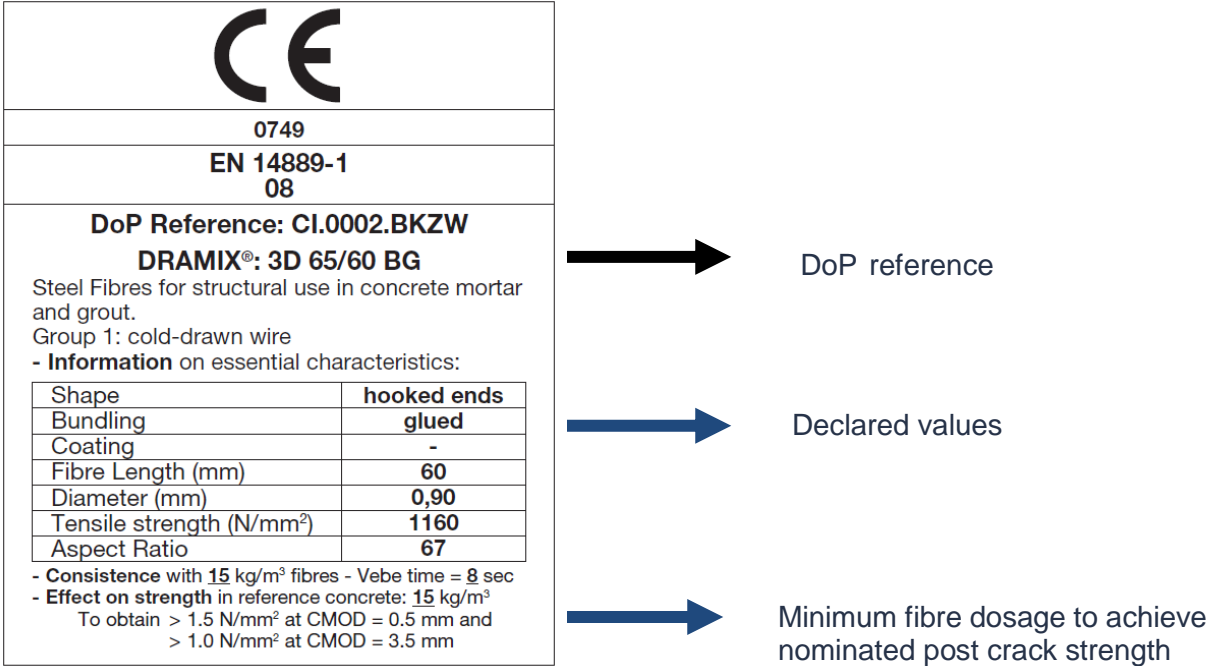 CE
0749
EN 14889-1
08
DoP Reference: CI.0002.BKZW
DRAMIX®: 3D 65/60 BG
Steel Fibres for structural use in concrete mortar
and grout.
Group 1: cold-drawn wire
- Information on essential characteristics:
Shape hooked ends
Bundling glued
Coating -
Fibre Length (mm) 60
Diameter (mm) 0,90
Tensile strength (N/mm²) 1160
Aspect Ratio 67
- Consistence with 15 kg/m³ fibres - Vebe time = 8 sec
- Effect on strength in reference concrete: 15 kg/m³
To obtain > 1.5 N/mm² at CMOD = 0.5 mm and
> 1.0 N/mm² at CMOD = 3.5 mm
DoP reference
Declared values
Minimum fibre dosage to achieve
nominated post crack strength